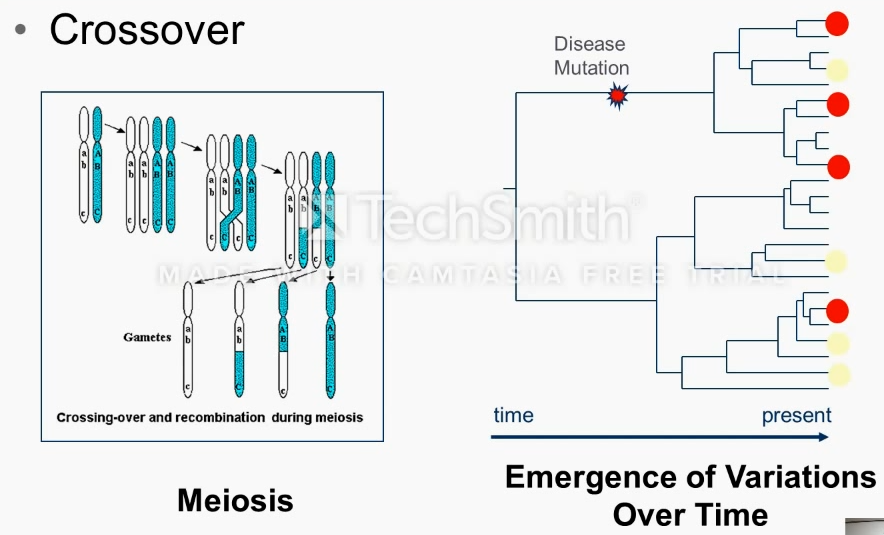 • Crossover
Disease
Mutation
a a a a A A
b b b b B B
c c C C
a a A A
b b B B
c C c C
a a A A
b b B B
c C c C
TechSmith®
MADE WITH CAMTASIA FREE TRIAL
Gametes
a a A A
b b B B
c C c C
Crossing-over and recombination during meiosis
time present
Meiosis
Emergence of Variations
Over Time